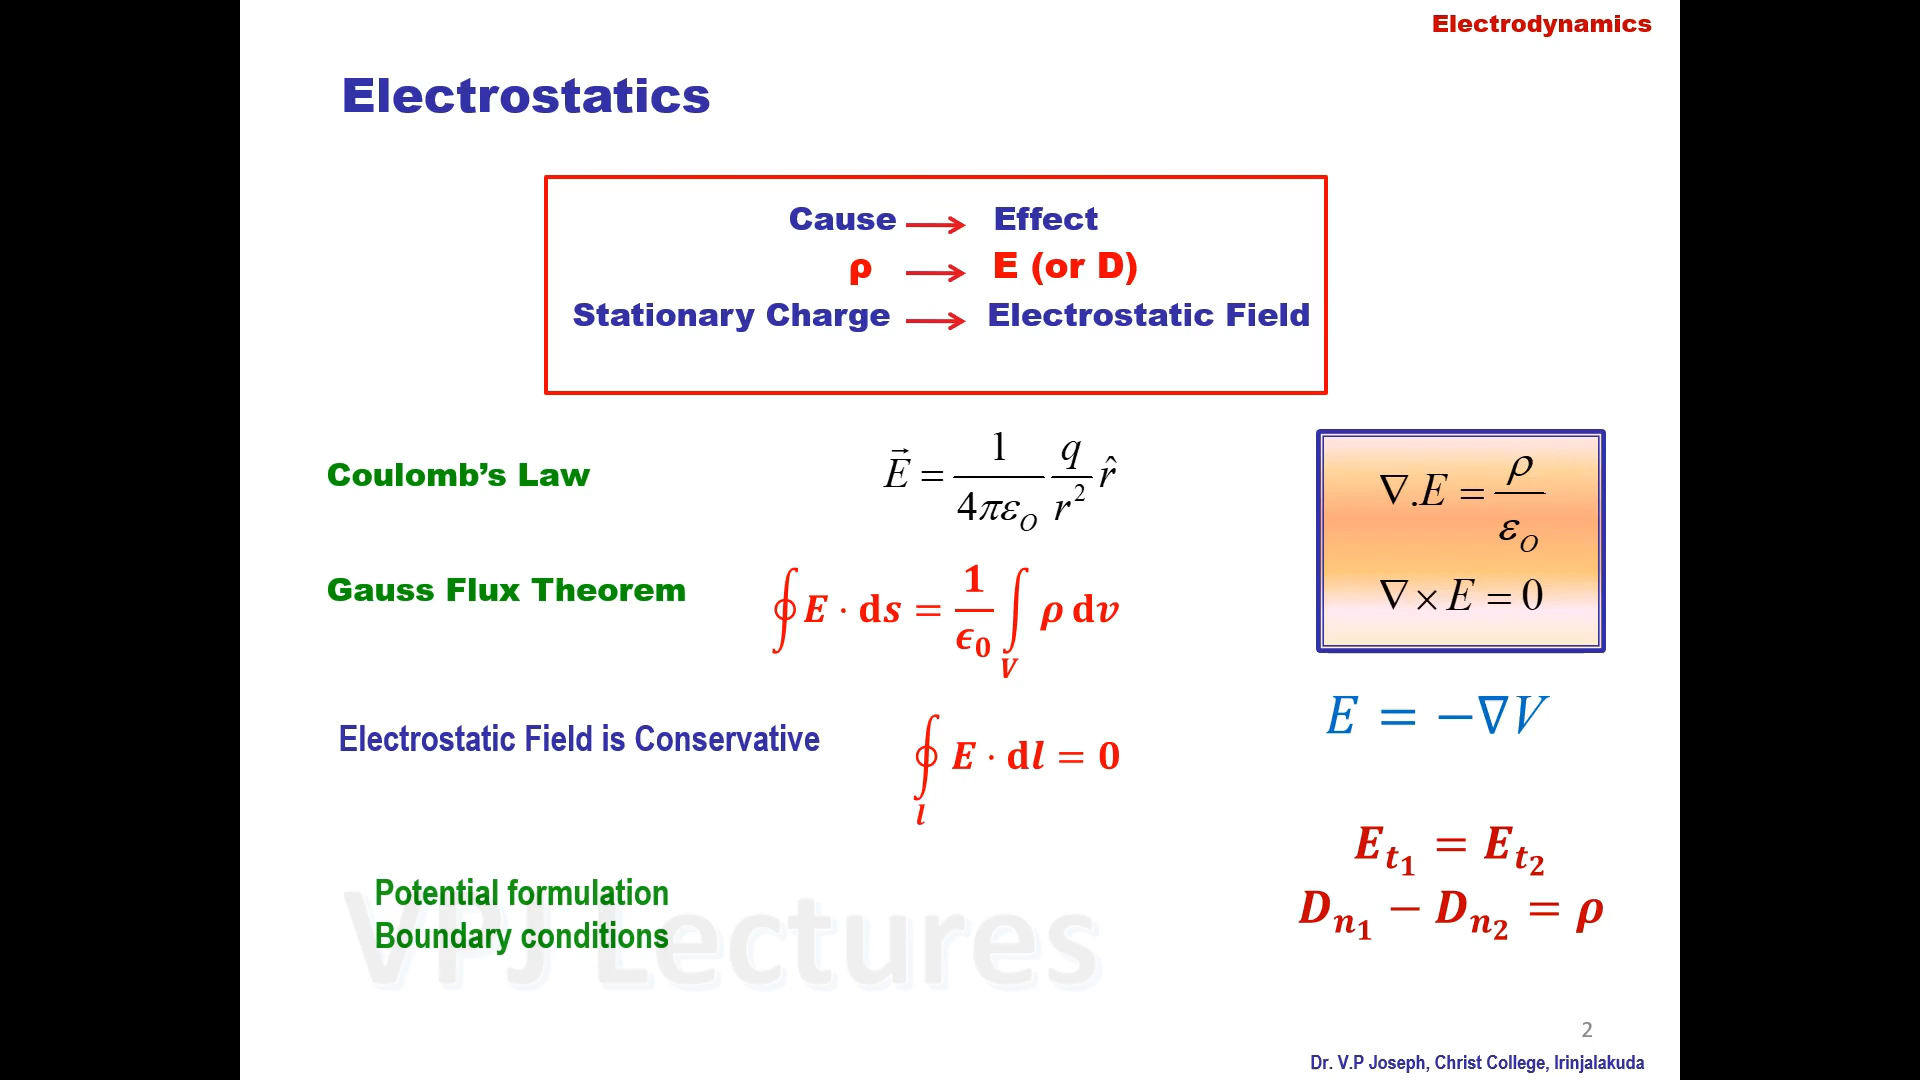 Electrodynamics
Electrostatics
Cause → Effect
ρ → E (or D)
Stationary Charge → Electrostatic Field
Coulomb's Law
$\vec{E} = \frac{1}{4\pi\varepsilon_O} \frac{q}{r^2} \hat{r}$
Gauss Flux Theorem
$\oint E \cdot ds = \frac{1}{\epsilon_0} \int_V \rho \, dv$
Electrostatic Field is Conservative
$\oint_l E \cdot dl = 0$
Potential formulation
Boundary conditions
VPJ Lectures
$\nabla . E = \frac{\rho}{\varepsilon_O}$
$\nabla \times E = 0$
$E = -\nabla V$
$E_{t_1} = E_{t_2}$
$D_{n_1} - D_{n_2} = \rho$
2
Dr. V.P Joseph, Christ College, Irinjalakuda